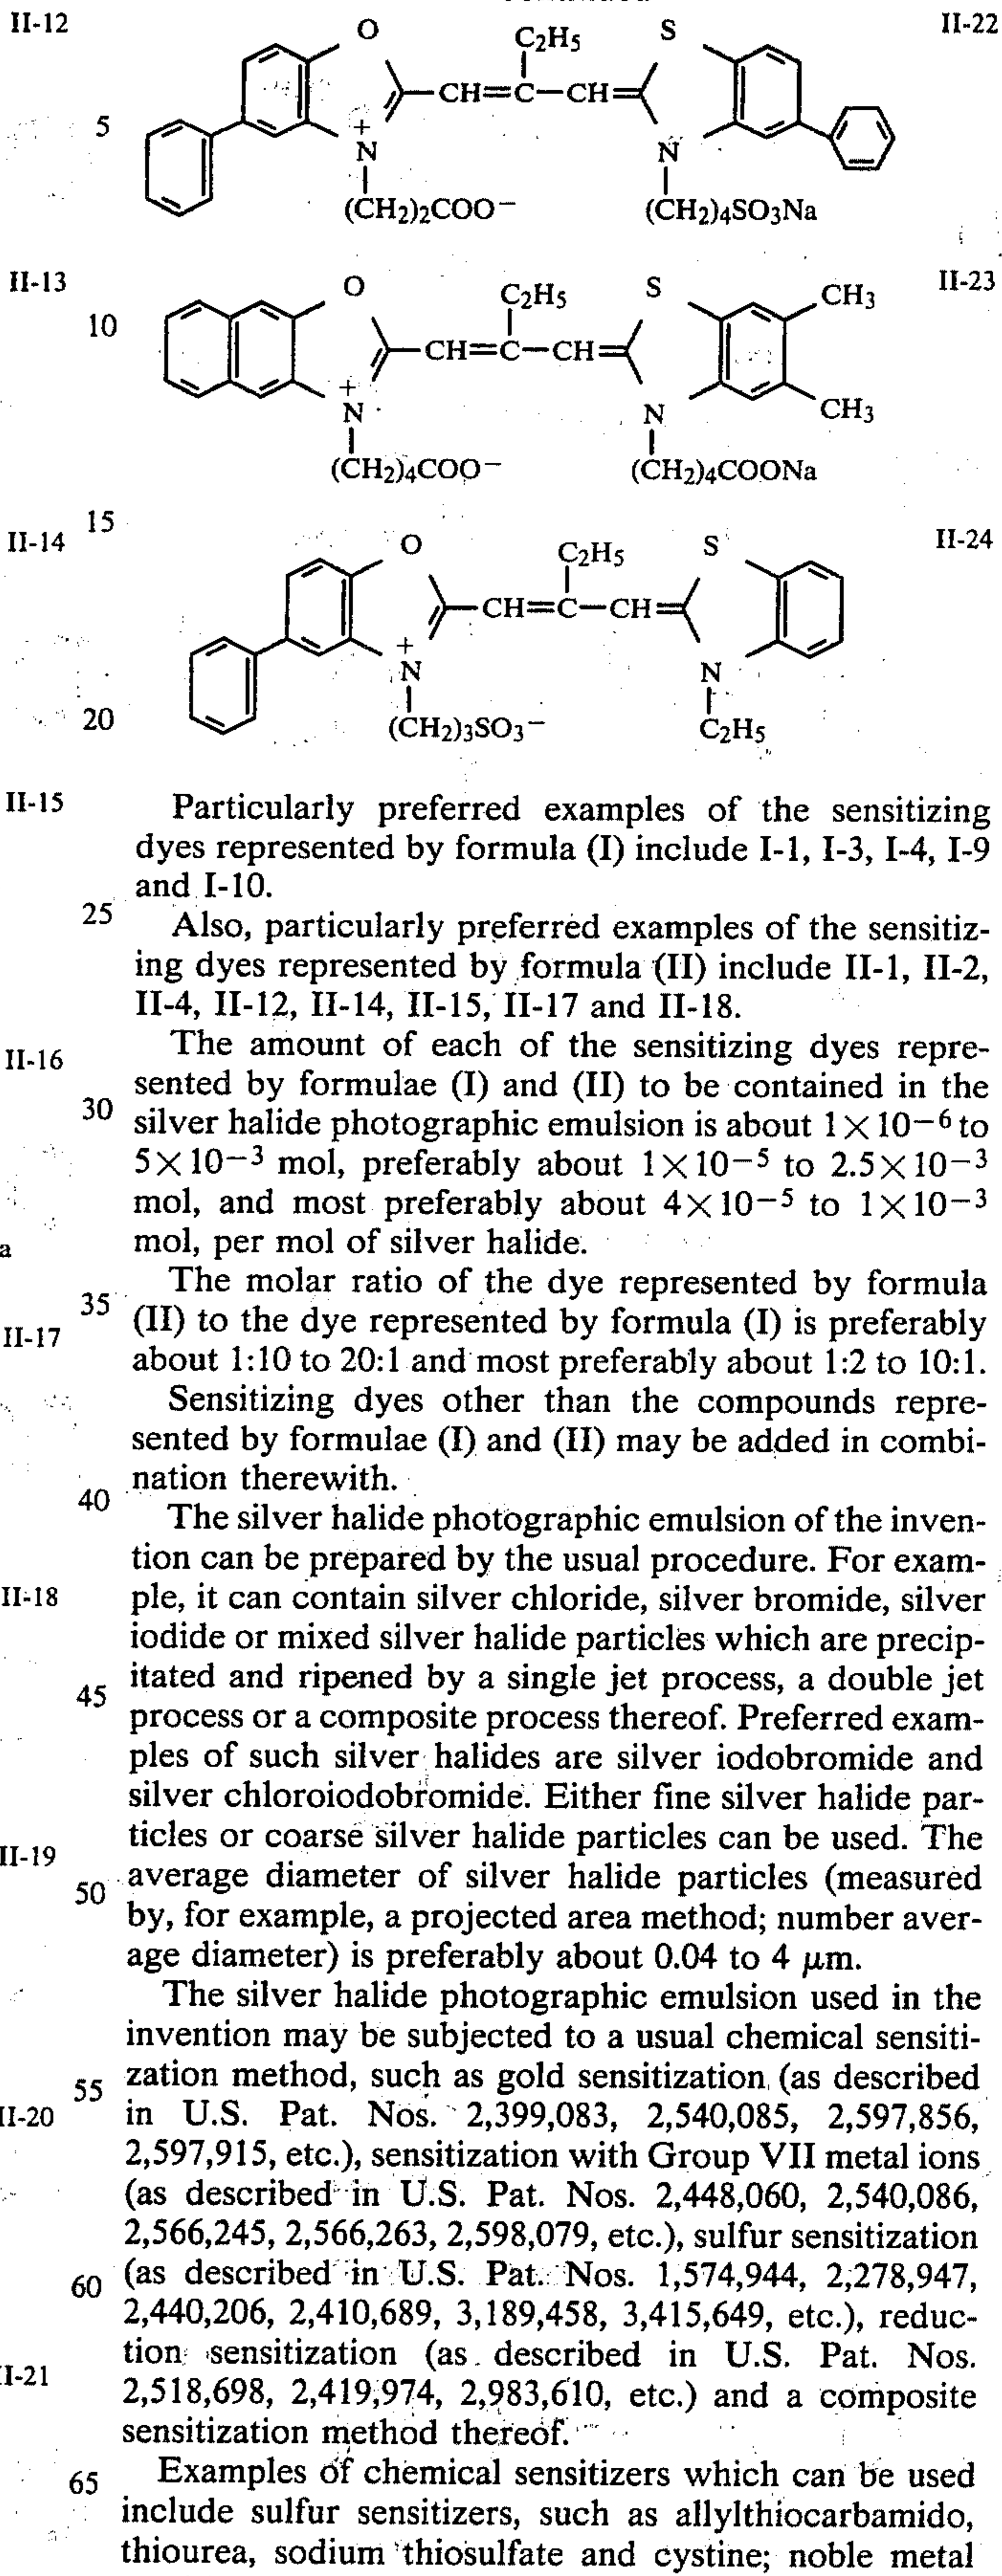 II-12
II-22
O
C2H5
S
CH=C—CH=
5
+
N
N
(CH2)2COO−
(CH2)4SO3Na
II-13
II-23
O
C2H5
S
CH3
10
CH=C—CH=
+
N
N
CH3
(CH2)4COO−
(CH2)4COONa
15
II-14
II-24
O
C2H5
S
CH=C—CH=
+
N
N
20
(CH2)3SO3−
C2H5
II-15
Particularly preferred examples of the sensitizing
dyes represented by formula (I) include I-1, I-3, I-4, I-9
and I-10.
25
Also, particularly preferred examples of the sensitiz-
ing dyes represented by formula (II) include II-1, II-2,
II-4, II-12, II-14, II-15, II-17 and II-18.
II-16
The amount of each of the sensitizing dyes repre-
sented by formulae (I) and (II) to be contained in the
30
silver halide photographic emulsion is about 1×10−6 to
5×10−3 mol, preferably about 1×10−5 to 2.5×10−3
mol, and most preferably about 4×10−5 to 1×10−3
a
mol, per mol of silver halide.
The molar ratio of the dye represented by formula
35
II-17
(II) to the dye represented by formula (I) is preferably
about 1:10 to 20:1 and most preferably about 1:2 to 10:1.
Sensitizing dyes other than the compounds repre-
sented by formulae (I) and (II) may be added in combi-
nation therewith.
40
The silver halide photographic emulsion of the inven-
tion can be prepared by the usual procedure. For exam-
II-18
ple, it can contain silver chloride, silver bromide, silver
iodide or mixed silver halide particles which are precip-
itated and ripened by a single jet process, a double jet
45
process or a composite process thereof. Preferred exam-
ples of such silver halides are silver iodobromide and
silver chloroiodobromide. Either fine silver halide par-
ticles or coarse silver halide particles can be used. The
II-19
average diameter of silver halide particles (measured
50
by, for example, a projected area method; number aver-
age diameter) is preferably about 0.04 to 4 μm.
The silver halide photographic emulsion used in the
invention may be subjected to a usual chemical sensiti-
55
zation method, such as gold sensitization (as described
II-20
in U.S. Pat. Nos. 2,399,083, 2,540,085, 2,597,856,
2,597,915, etc.), sensitization with Group VII metal ions
(as described in U.S. Pat. Nos. 2,448,060, 2,540,086,
2,566,245, 2,566,263, 2,598,079, etc.), sulfur sensitization
60
(as described in U.S. Pat. Nos. 1,574,944, 2,278,947,
2,440,206, 2,410,689, 3,189,458, 3,415,649, etc.), reduc-
tion sensitization (as described in U.S. Pat. Nos.
I-21
2,518,698, 2,419,974, 2,983,610, etc.) and a composite
sensitization method thereof.
65
Examples of chemical sensitizers which can be used
include sulfur sensitizers, such as allylthiocarbamido,
thiourea, sodium thiosulfate and cystine; noble metal